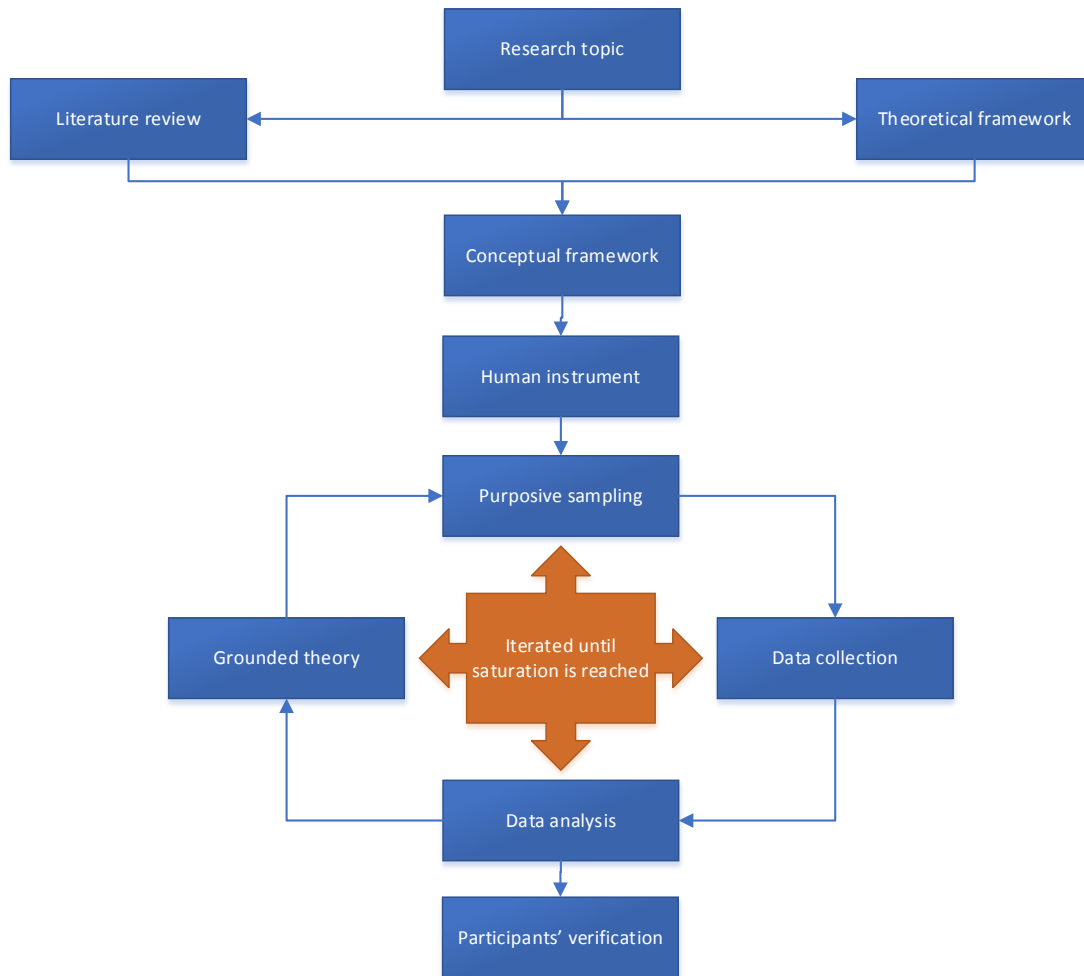 Research topic
Literature review
Theoretical framework
Conceptual framework
Human instrument
Purposive sampling
Grounded theory
Iterated until
saturation is reached
Data collection
Data analysis
Participants’ verification